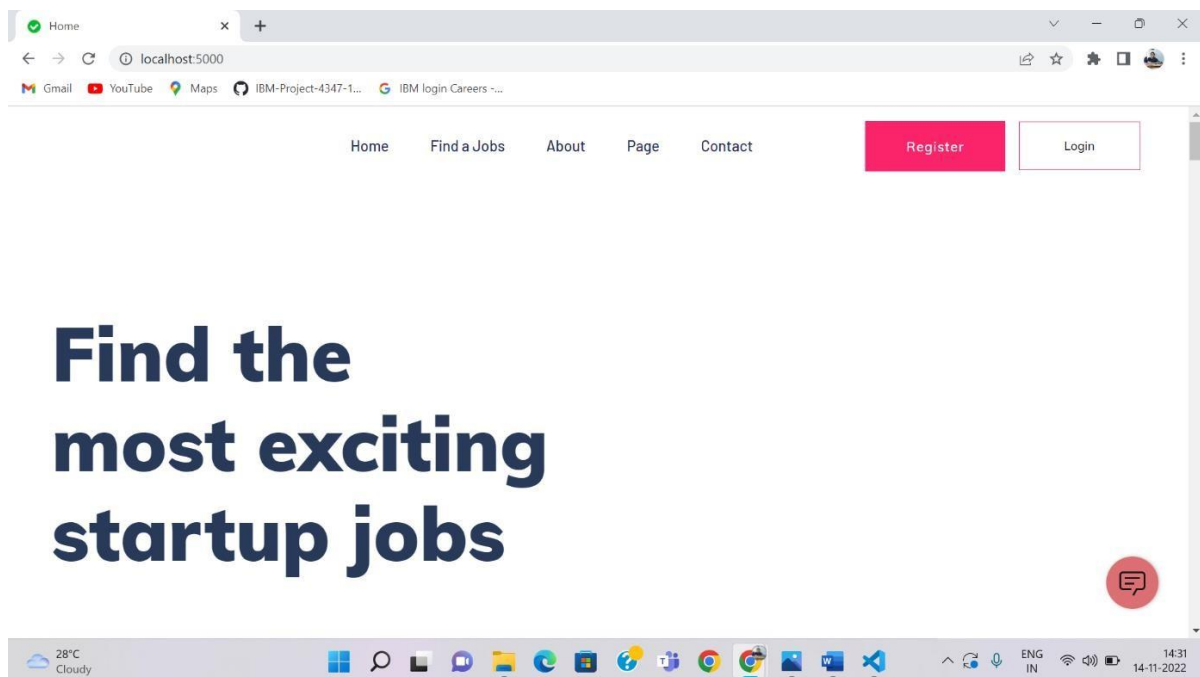 Home
localhost:5000
Gmail YouTube Maps IBM-Project-4347-1... IBM login Careers -...
Home Find a Jobs About Page Contact Register Login
Find the
most exciting
startup jobs
28°C
Cloudy
ENG
IN
14:31
14-11-2022